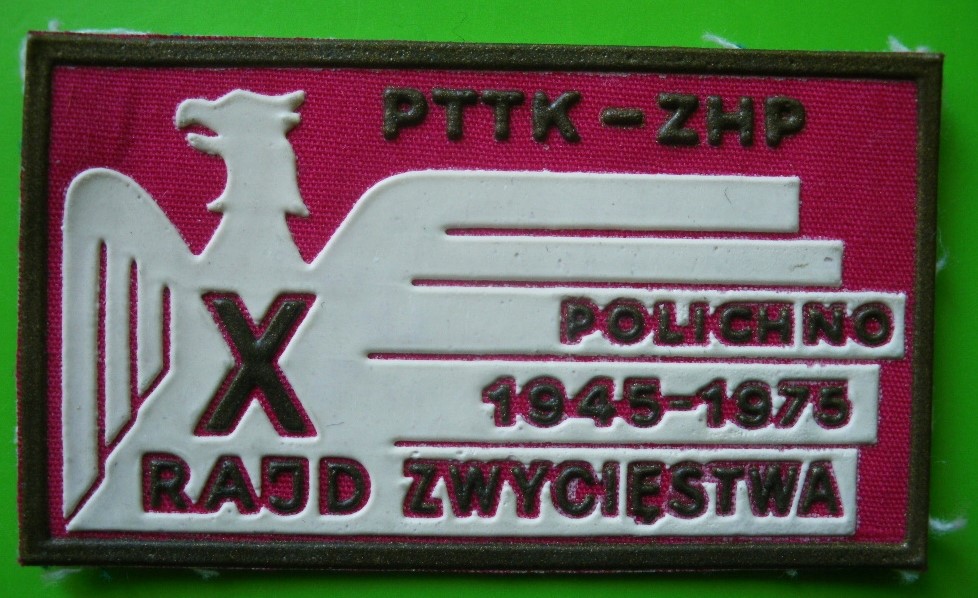 PTTK-ZHP
POLICHNO
X
1945-1975
RAJD ZWYCIĘSTWA